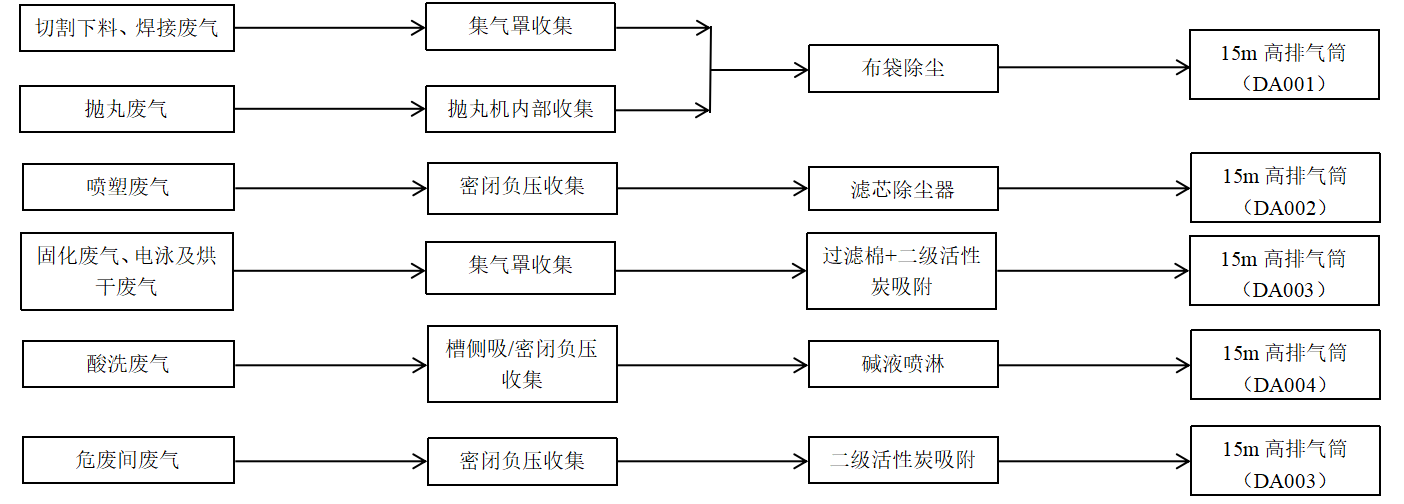 切割下料、焊接废气
集气罩收集
15m 高排气筒
（DA001）
布袋除尘
抛丸废气
抛丸机内部收集
喷塑废气
密闭负压收集
滤芯除尘器
15m 高排气筒
（DA002）
固化废气、电泳及烘
干废气
集气罩收集
过滤棉+二级活性
炭吸附
15m 高排气筒
（DA003）
酸洗废气
槽侧吸/密闭负压
收集
碱液喷淋
15m 高排气筒
（DA004）
危废间废气
密闭负压收集
二级活性炭吸附
15m 高排气筒
（DA003）